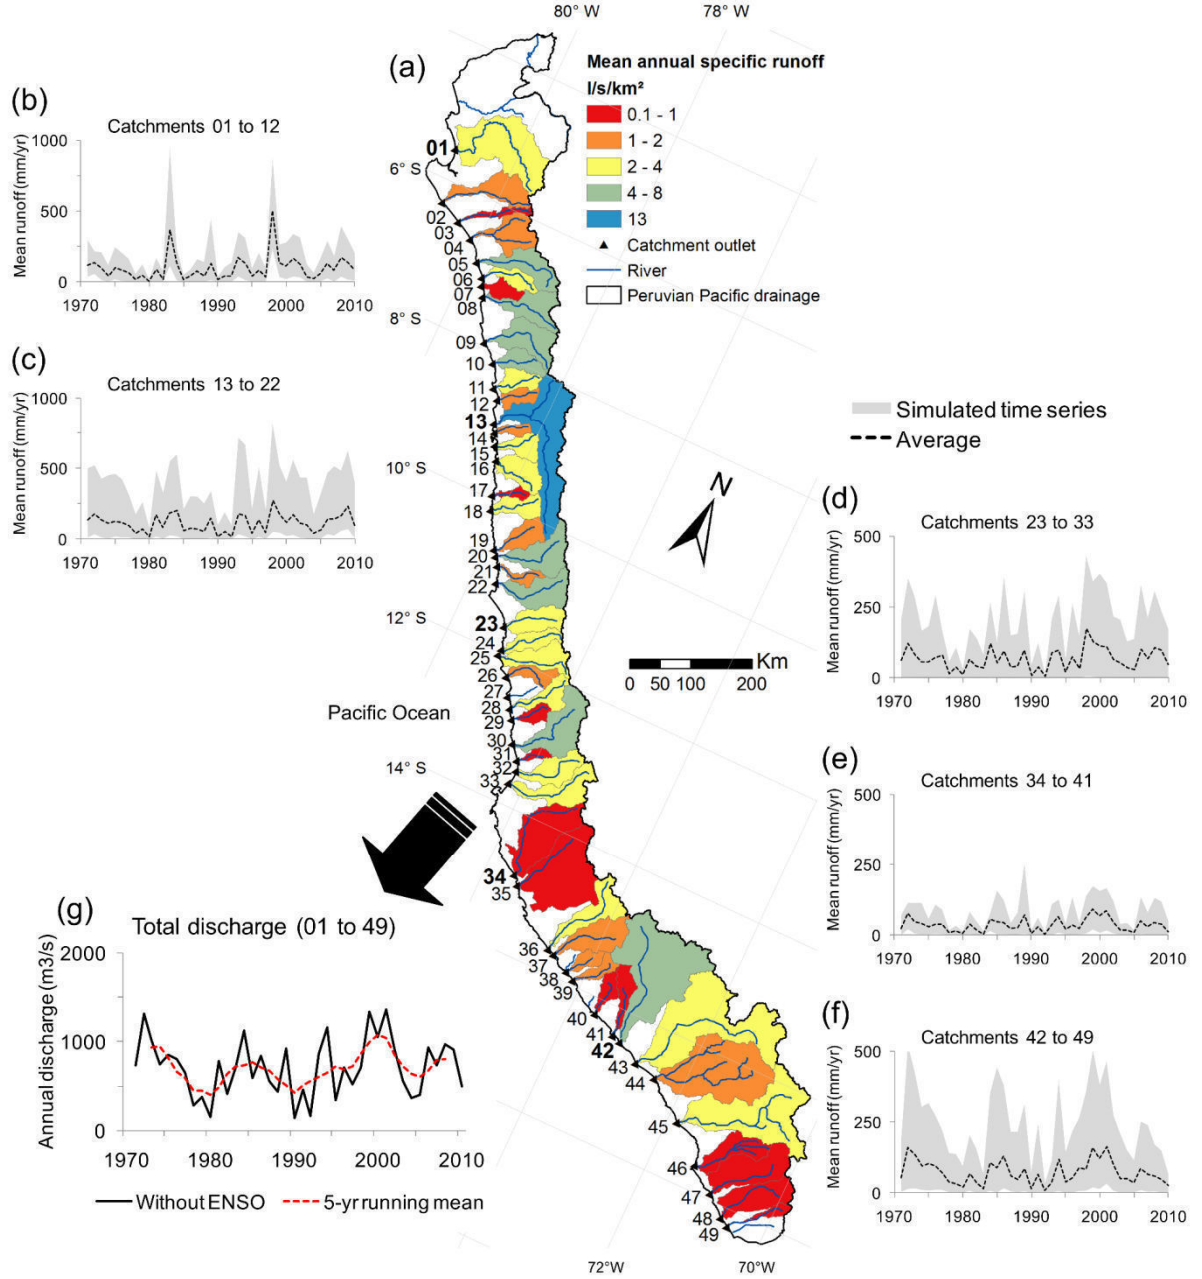 80° W
78° W
(a)
Mean annual specific runoff
l/s/km²
0.1 - 1
1 - 2
2 - 4
4 - 8
13
Catchment outlet
River
Peruvian Pacific drainage
(b)
Catchments 01 to 12
Mean runoff (mm/yr)
1000
500
0
1970
1980
1990
2000
2010
(c)
Catchments 13 to 22
Mean runoff (mm/yr)
1000
500
0
1970
1980
1990
2000
2010
6° S
8° S
10° S
12° S
14° S
01
02
03
04
05
06
07
08
09
10
11
12
13
14
15
16
17
18
19
20
21
22
23
24
25
26
27
28
29
30
31
32
33
34
35
36
37
38
39
40
41
42
43
44
45
46
47
48
49
Pacific Ocean
N
Km
0 50 100 200
Simulated time series
Average
(d)
Catchments 23 to 33
Mean runoff (mm/yr)
500
250
0
1970
1980
1990
2000
2010
(e)
Catchments 34 to 41
Mean runoff (mm/yr)
500
250
0
1970
1980
1990
2000
2010
(f)
Catchments 42 to 49
Mean runoff (mm/yr)
500
250
0
1970
1980
1990
2000
2010
(g)
Total discharge (01 to 49)
Annual discharge (m3/s)
2000
1000
0
1970
1980
1990
2000
2010
Without ENSO
5-yr running mean
72°W
70°W